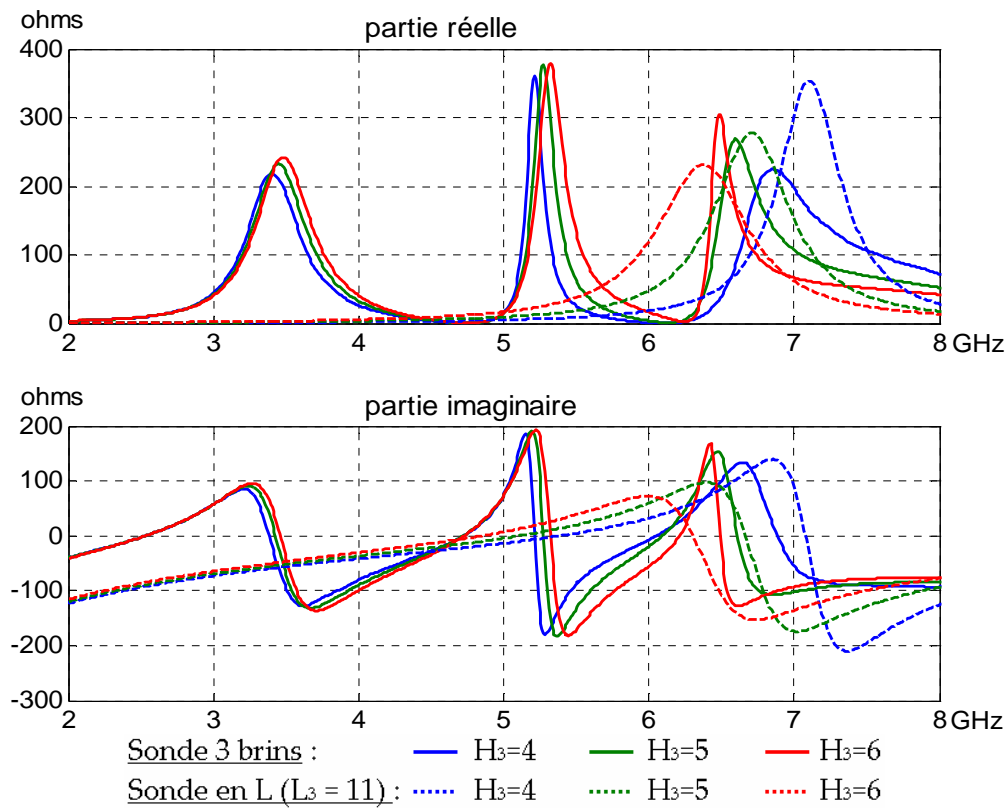 ohms
partie réelle
400
300
200
100
0
2 3 4 5 6 7 8 GHz
ohms
partie imaginaire
200
100
0
-100
-200
-300
2 3 4 5 6 7 8 GHz
Sonde 3 brins : H3=4 H3=5 H3=6
Sonde en L (L3 = 11) : H3=4 H3=5 H3=6